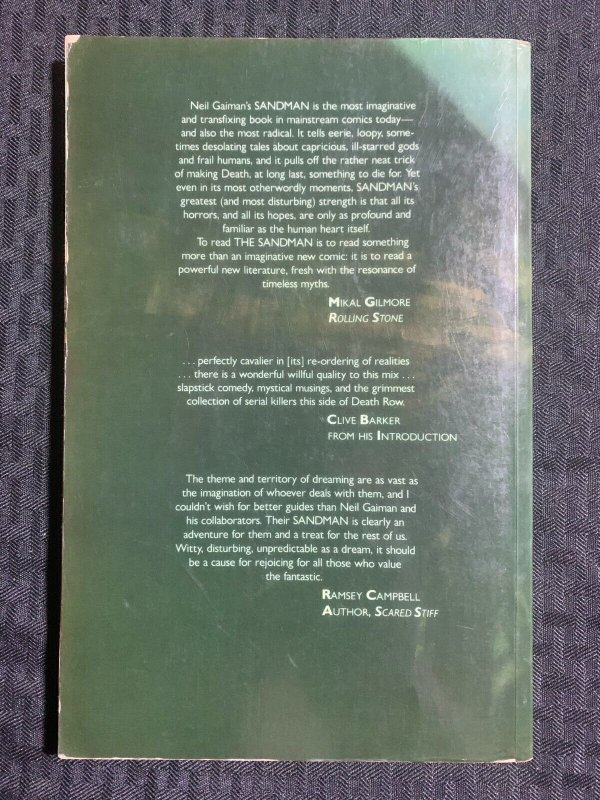 Neil Gaiman's SANDMAN is the most imaginative
and transfixing book in mainstream comics today—
and also the most radical. It tells eerie, loopy, some-
times desolating tales about capricious, ill-starred gods
and frail humans, and it pulls off the rather neat trick
of making Death, at long last, something to die for. Yet
even in its most otherwordly moments, SANDMAN's
greatest (and most disturbing) strength is that all its
horrors, and all its hopes, are only as profound and
familiar as the human heart itself.
To read THE SANDMAN is to read something
more than an imaginative new comic: it is to read a
powerful new literature, fresh with the resonance of
timeless myths.
MIKAL GILMORE
ROLLING STONE
. . . perfectly cavalier in [its] re-ordering of realities
. . . there is a wonderful willful quality to this mix . . .
slapstick comedy, mystical musings, and the grimmest
collection of serial killers this side of Death Row.
CLIVE BARKER
FROM HIS INTRODUCTION
The theme and territory of dreaming are as vast as
the imagination of whoever deals with them, and I
couldn't wish for better guides than Neil Gaiman and
his collaborators. Their SANDMAN is clearly an
adventure for them and a treat for the rest of us.
Witty, disturbing, unpredictable as a dream, it should
be a cause for rejoicing for all those who value
the fantastic.
RAMSEY CAMPBELL
AUTHOR, SCARED STIFF